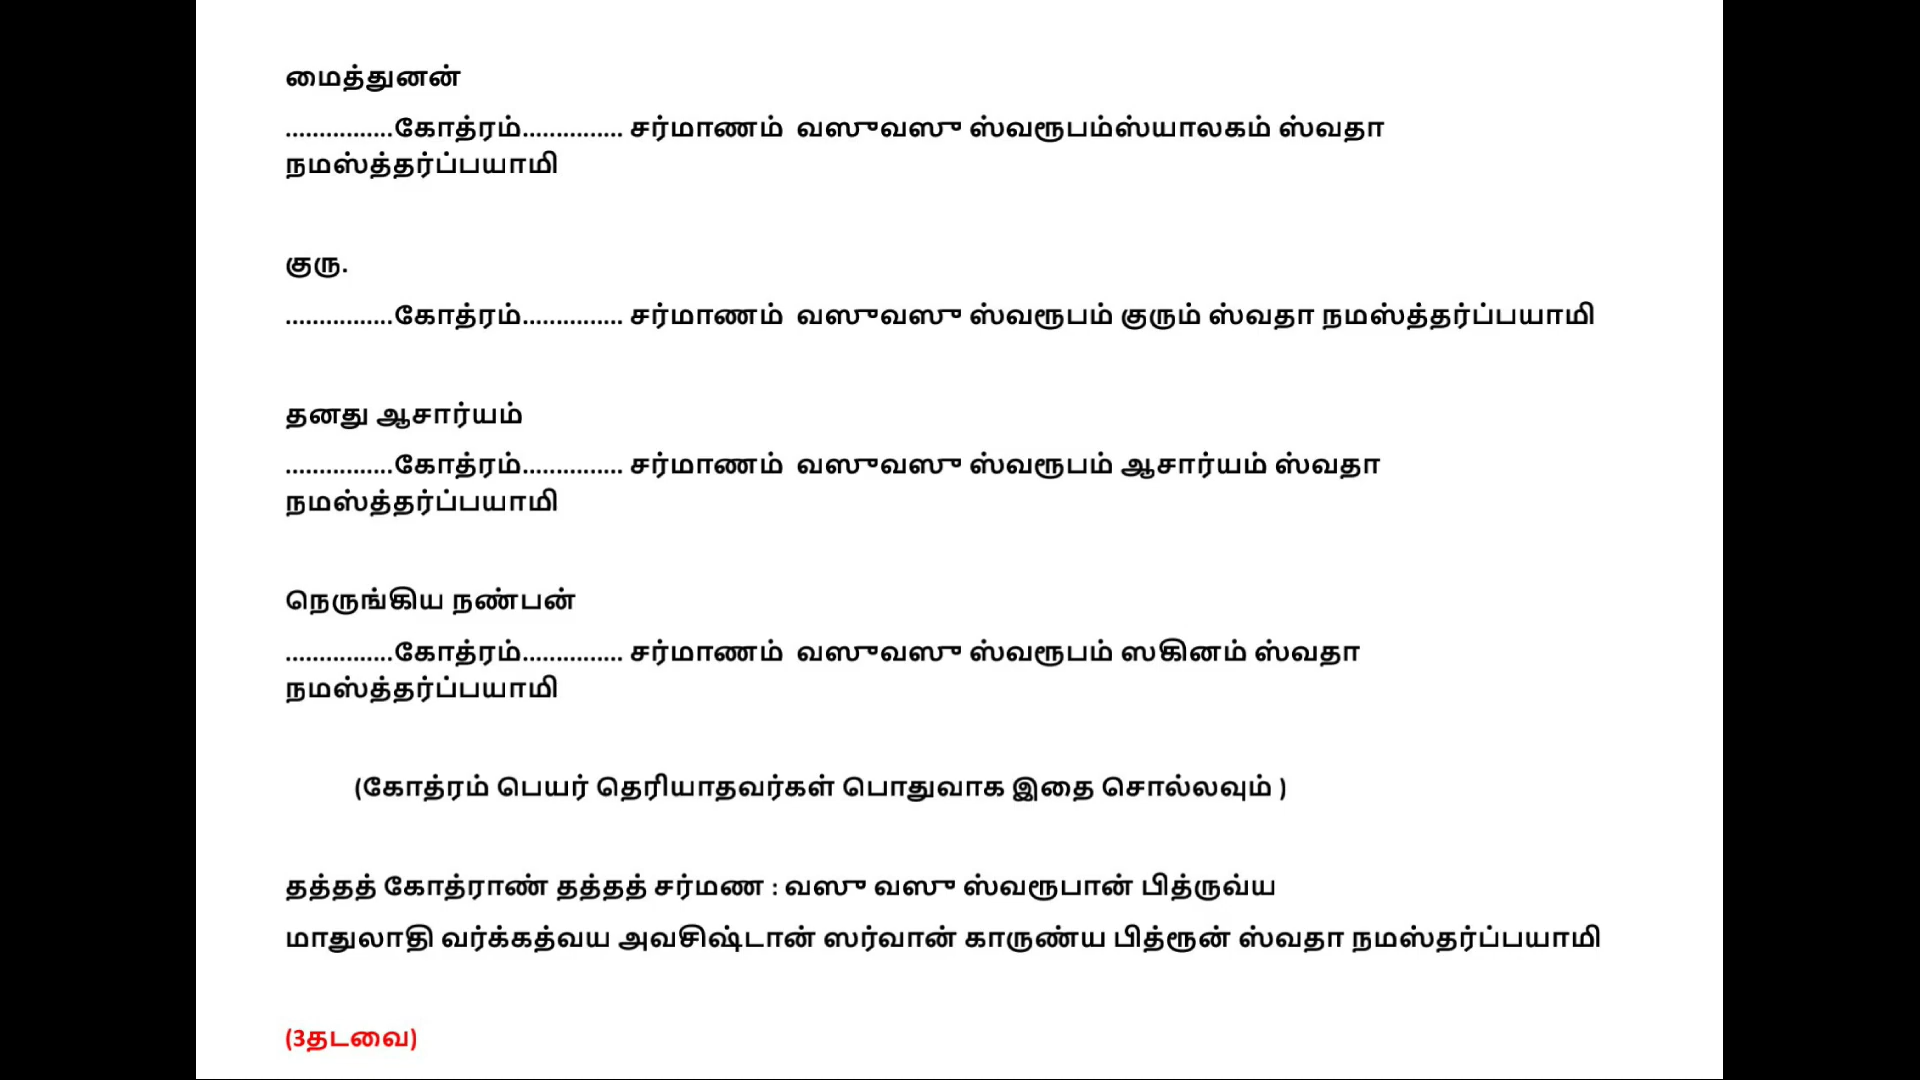 மைத்துனன்
................கோத்ரம்............... சர்மாணம்  வஸுவஸு ஸ்வரூபம்ஸ்யாலகம் ஸ்வதா
நமஸ்த்தர்ப்பயாமி
குரு.
................கோத்ரம்............... சர்மாணம்  வஸுவஸு ஸ்வரூபம் குரும் ஸ்வதா நமஸ்த்தர்ப்பயாமி
தனது ஆசார்யம்
................கோத்ரம்............... சர்மாணம்  வஸுவஸு ஸ்வரூபம் ஆசார்யம் ஸ்வதா
நமஸ்த்தர்ப்பயாமி
நெருங்கிய நண்பன்
................கோத்ரம்............... சர்மாணம்  வஸுவஸு ஸ்வரூபம் ஸகினம் ஸ்வதா
நமஸ்த்தர்ப்பயாமி
(கோத்ரம் பெயர் தெரியாதவர்கள் பொதுவாக இதை சொல்லவும் )
தத்தத் கோத்ராண் தத்தத் சர்மண : வஸு வஸு ஸ்வரூபான் பித்ருவ்ய
மாதுலாதி வர்க்கத்வய அவசிஷ்டான் ஸர்வான் காருண்ய பித்ரூன் ஸ்வதா நமஸ்தர்ப்பயாமி
(3தடவை)